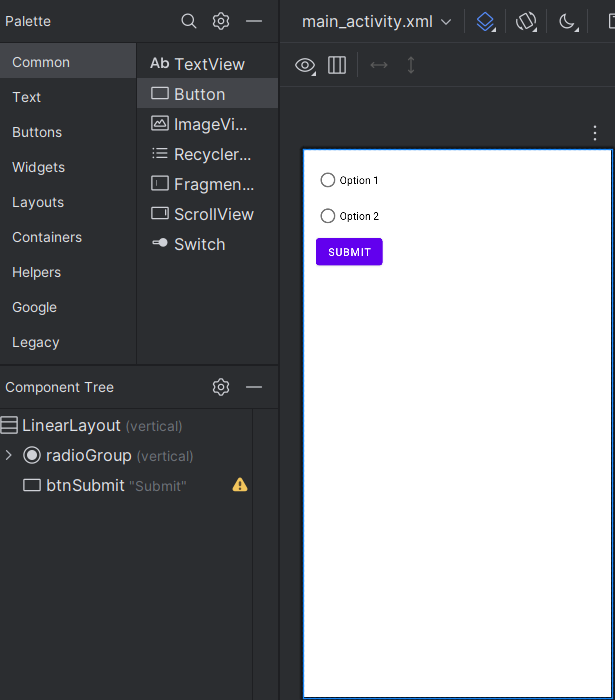 Palette
Common
Text
Buttons
Widgets
Layouts
Containers
Helpers
Google
Legacy
Ab TextView
Button
ImageVi...
Recycler...
Fragmen...
ScrollView
Switch
Component Tree
LinearLayout (vertical)
radioGroup (vertical)
btnSubmit "Submit"
main_activity.xml
Option 1
Option 2
SUBMIT